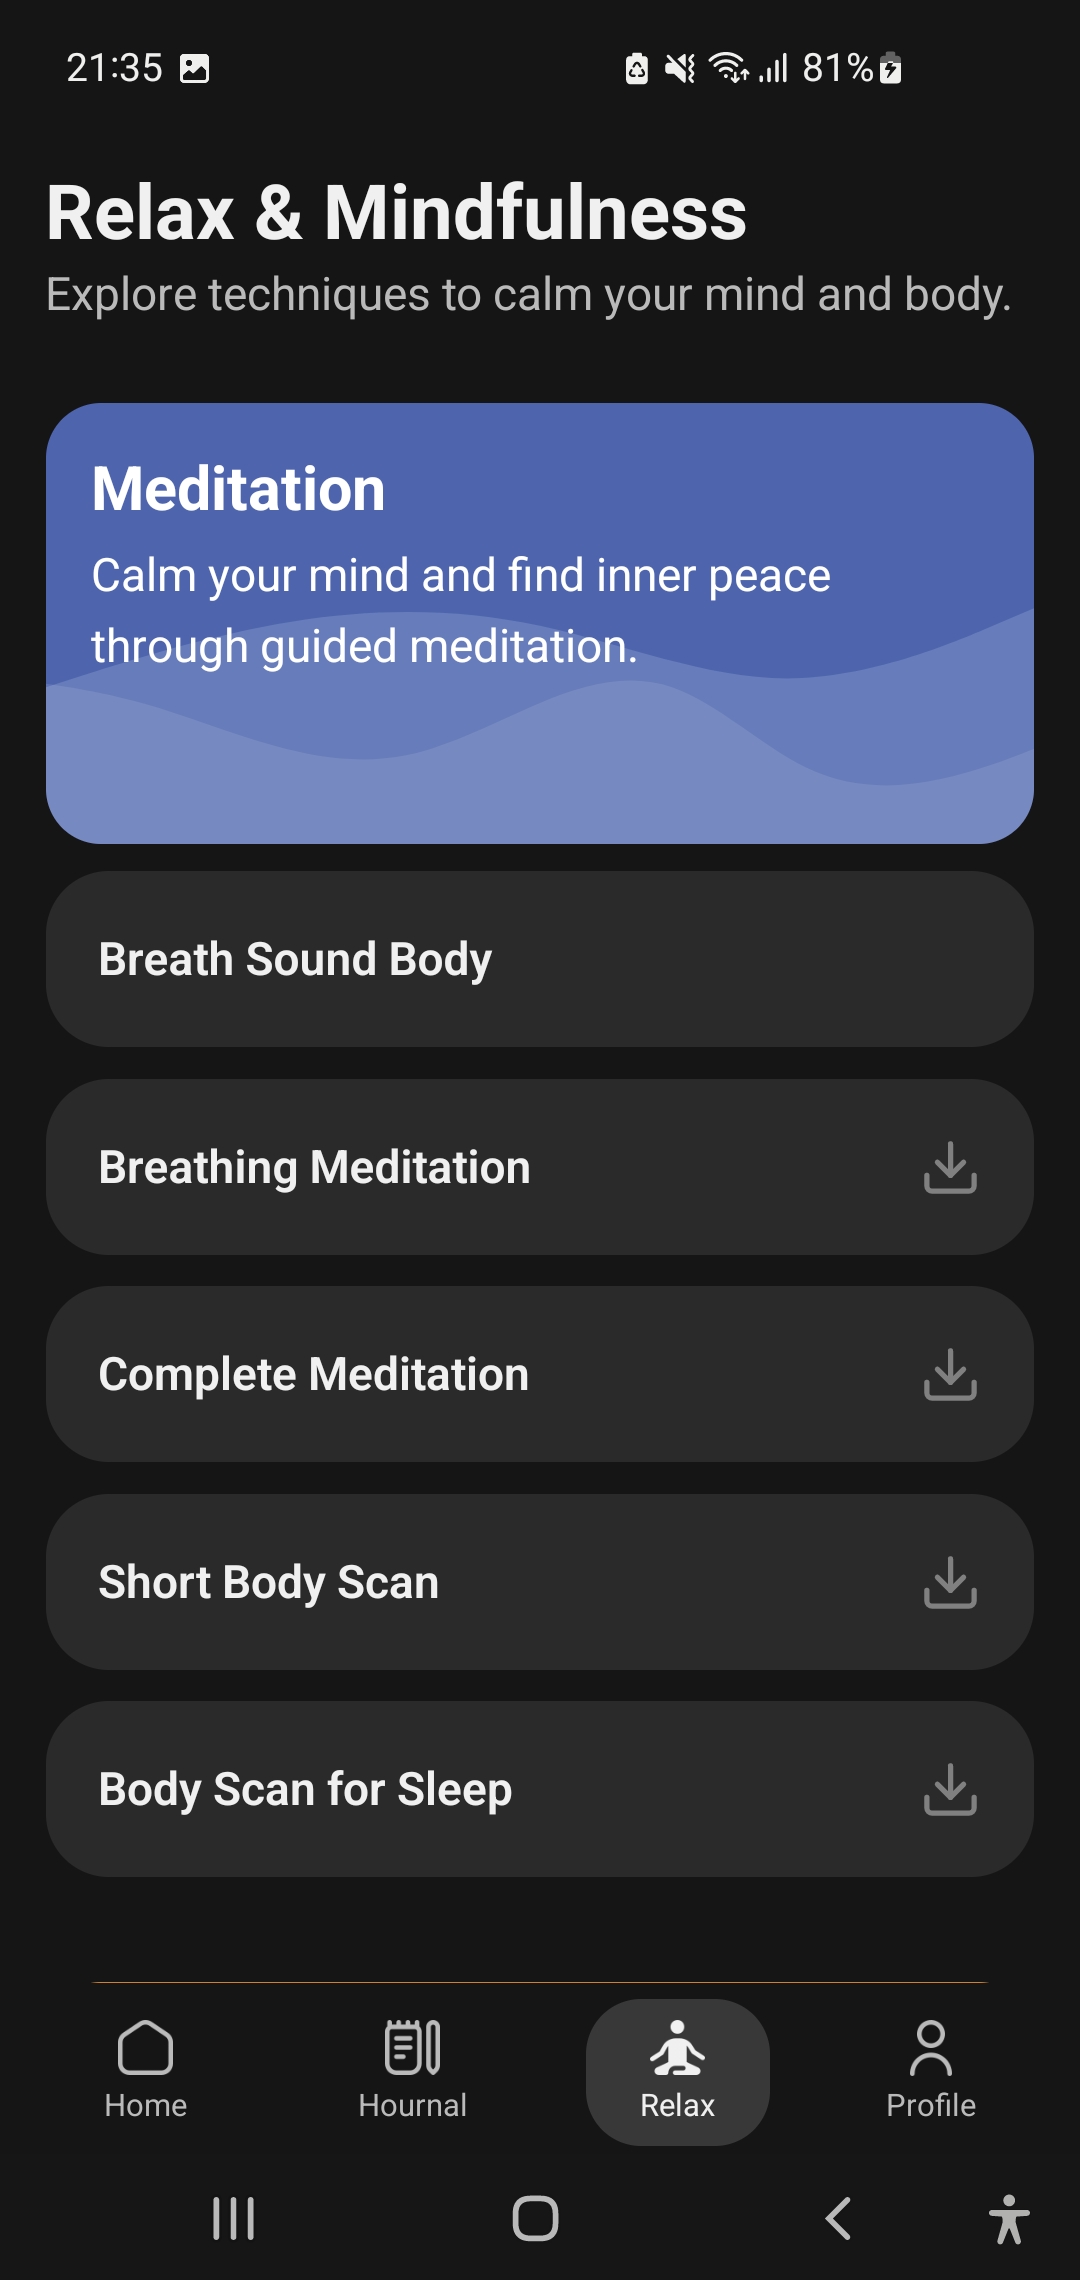 21:35
81%
Relax & Mindfulness
Explore techniques to calm your mind and body.
Meditation
Calm your mind and find inner peace
through guided meditation.
Breath Sound Body
Breathing Meditation
Complete Meditation
Short Body Scan
Body Scan for Sleep
Home
Hournal
Relax
Profile